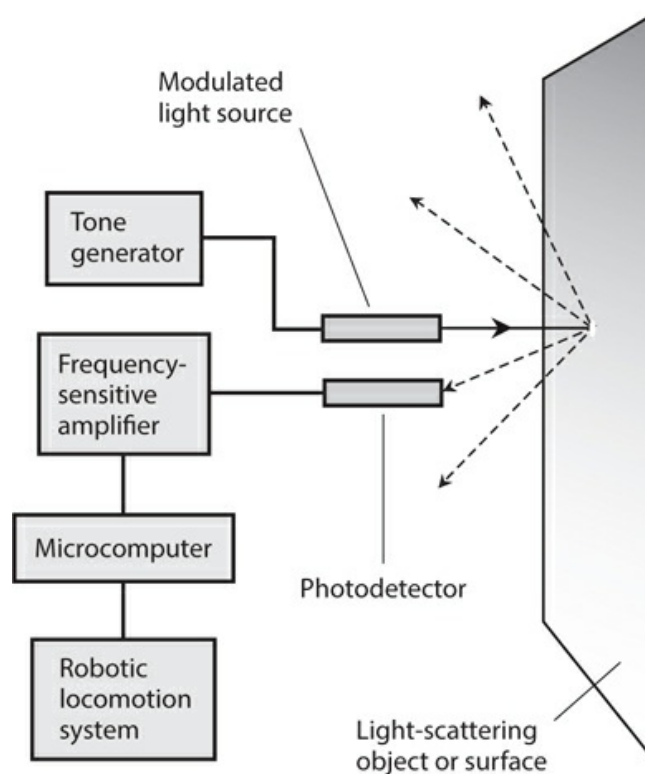 Modulated
light source
Tone
generator
Frequency-
sensitive
amplifier
Microcomputer
Photodetector
Robotic
locomotion
system
Light-scattering
object or surface